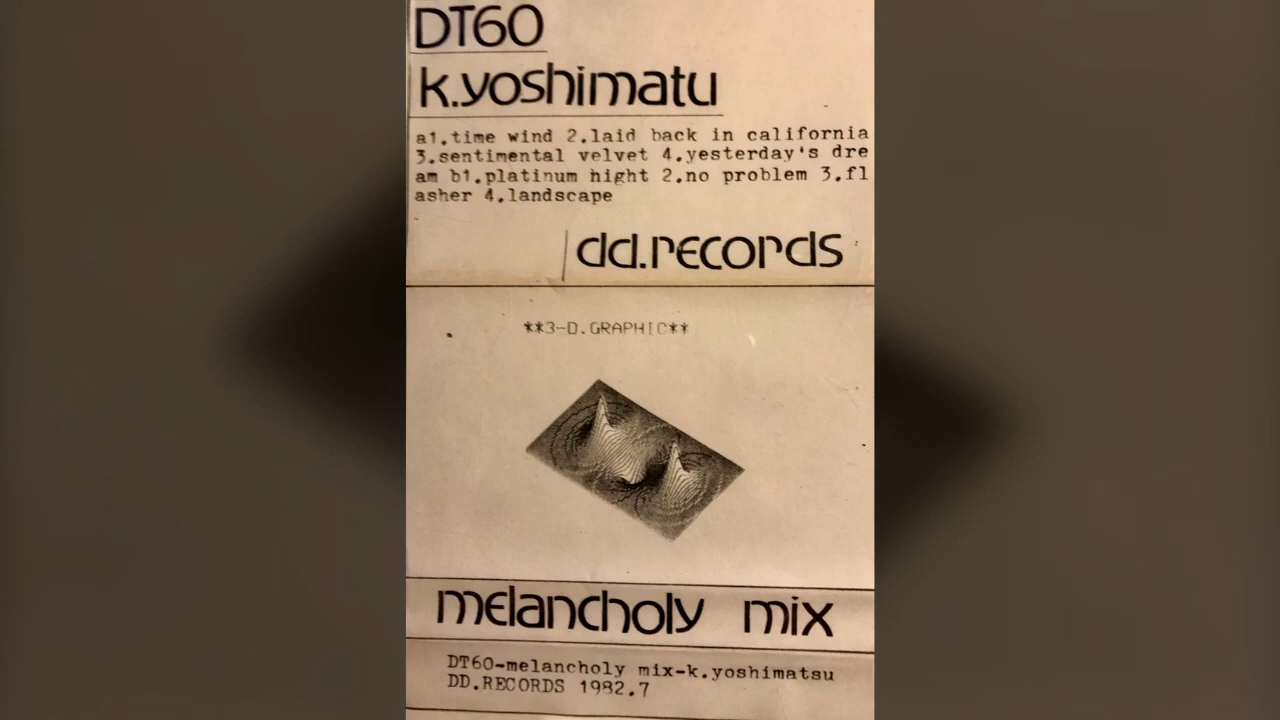 DT60
k.yoshimatu
a1.time wind 2.laid back in california
3.sentimental velvet 4.yesterday's dre
am b1.platinum hight 2.no problem 3.fl
asher 4.landscape
dd.records
**3-D.GRAPHIC**
melancholy mix
DT60-melancholy mix-k.yoshimatsu
DD.RECORDS 1982.7